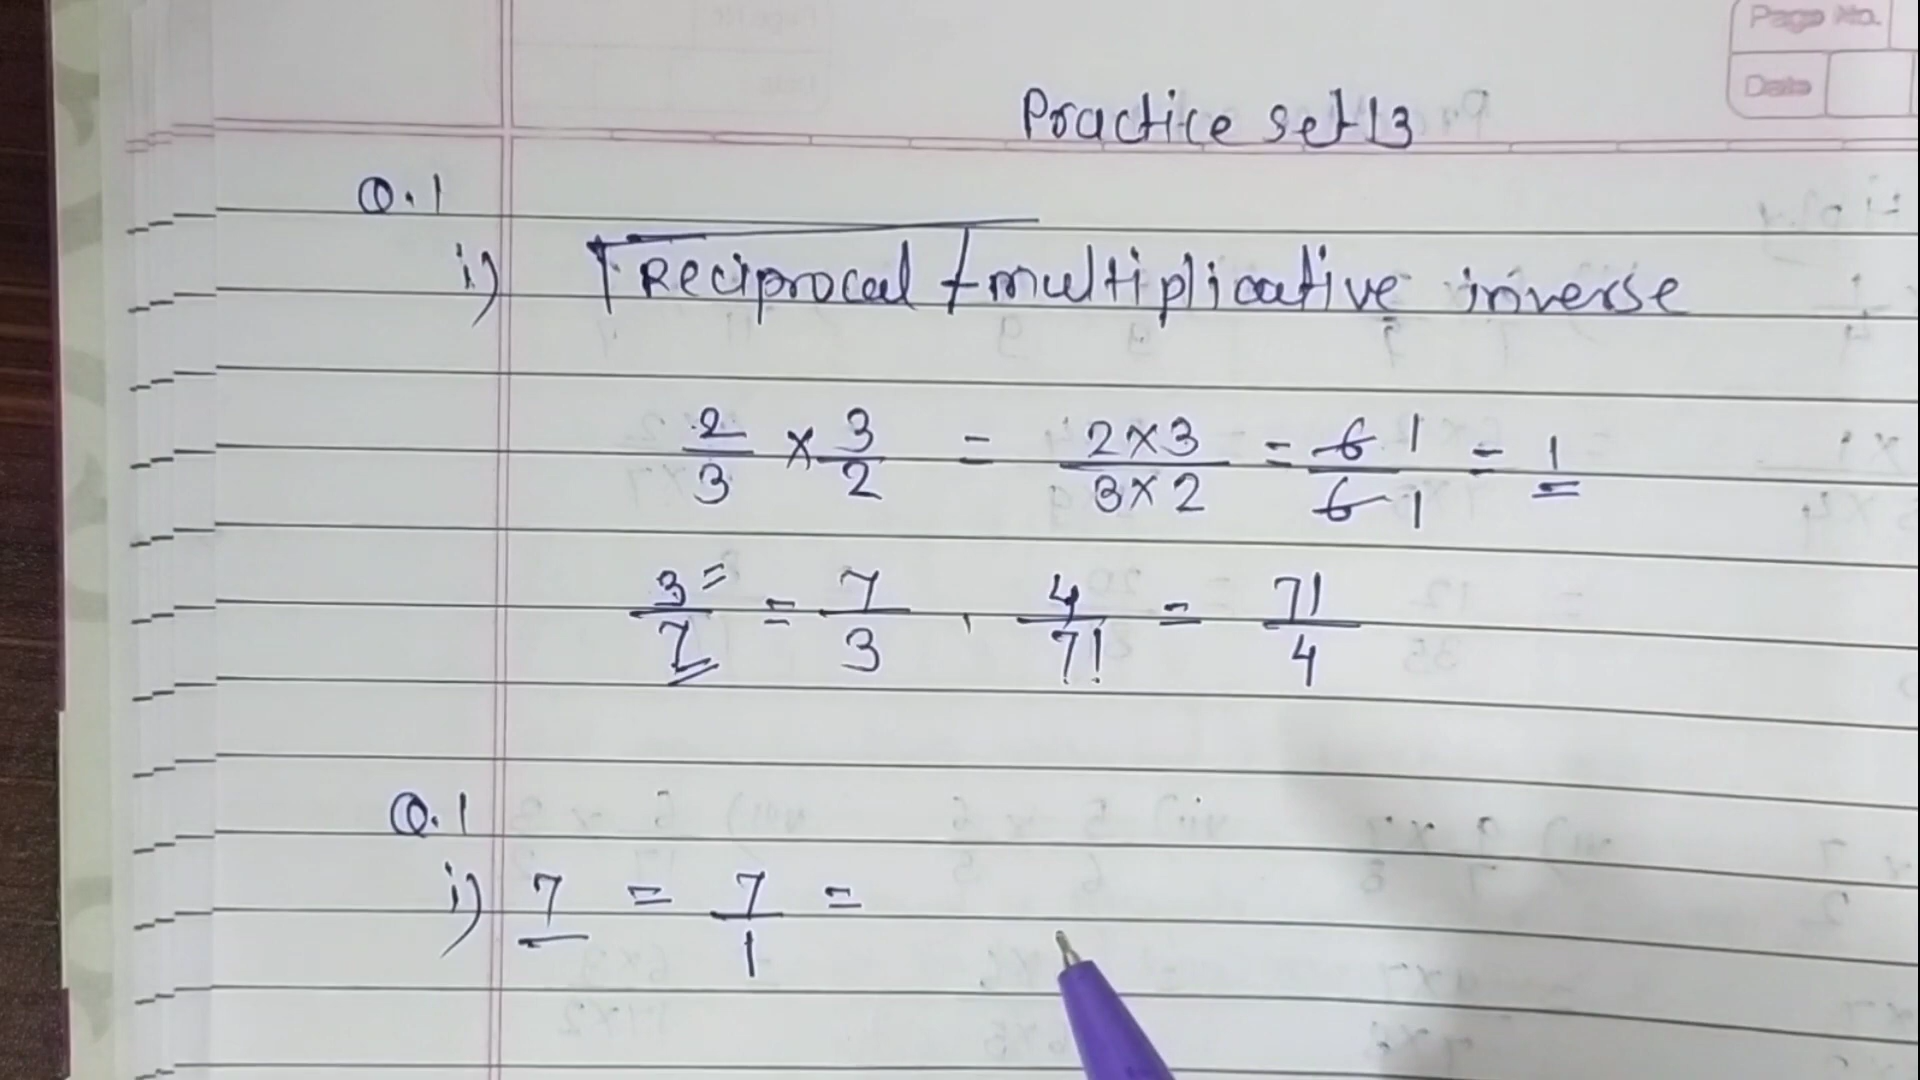 Page No.
Date
Practice set 13
Q.1
i) Reciprocal / multiplicative inverse
2/3 × 3/2 = 2×3/3×2 = 6 1/6 1 = 1
3/7 = 7/3 , 4/71 = 71/4
Q.1
i) 7 = 7/1 =